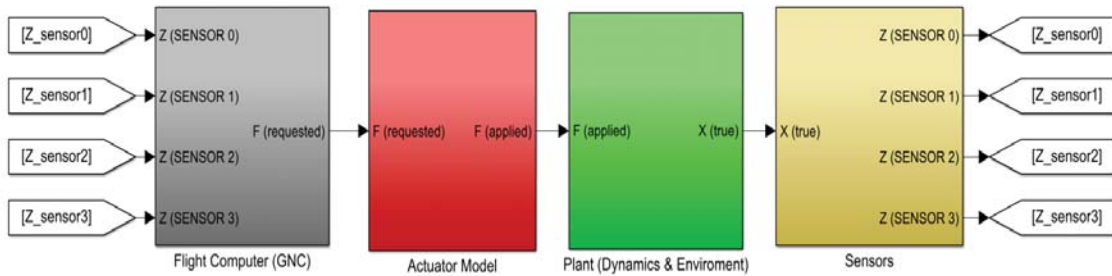 [Z_sensor0]
Z (SENSOR 0)
Z (SENSOR 0)
[Z_sensor0]
[Z_sensor1]
Z (SENSOR 1)
Z (SENSOR 1)
[Z_sensor1]
F (requested)
F (requested)
F (applied)
F (applied)
X (true)
X (true)
[Z_sensor2]
Z (SENSOR 2)
Z (SENSOR 2)
[Z_sensor2]
[Z_sensor3]
Z (SENSOR 3)
Z (SENSOR 3)
[Z_sensor3]
Flight Computer (GNC)
Actuator Model
Plant (Dynamics & Enviroment)
Sensors